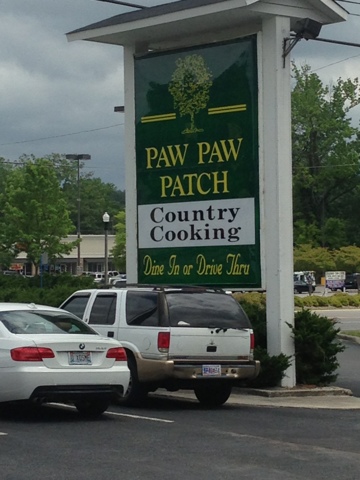 PAW PAW
PATCH
Country
Cooking
Dine In or Drive Thru